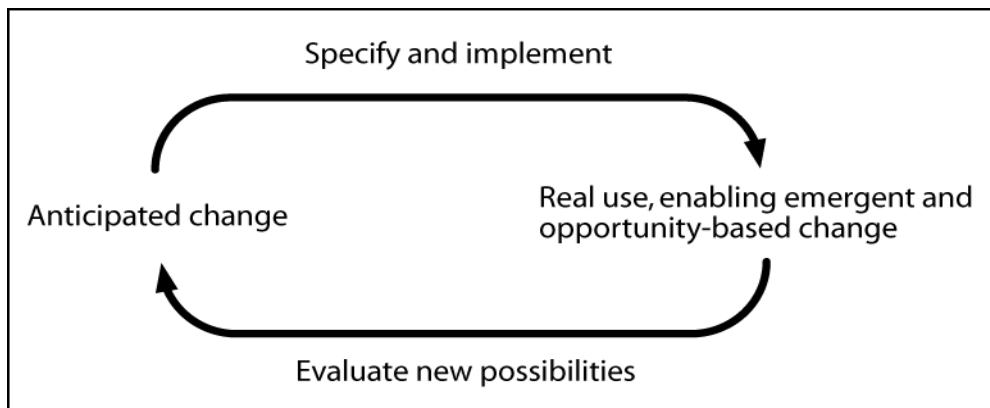 Specify and implement
Anticipated change
Real use, enabling emergent and
opportunity-based change
Evaluate new possibilities